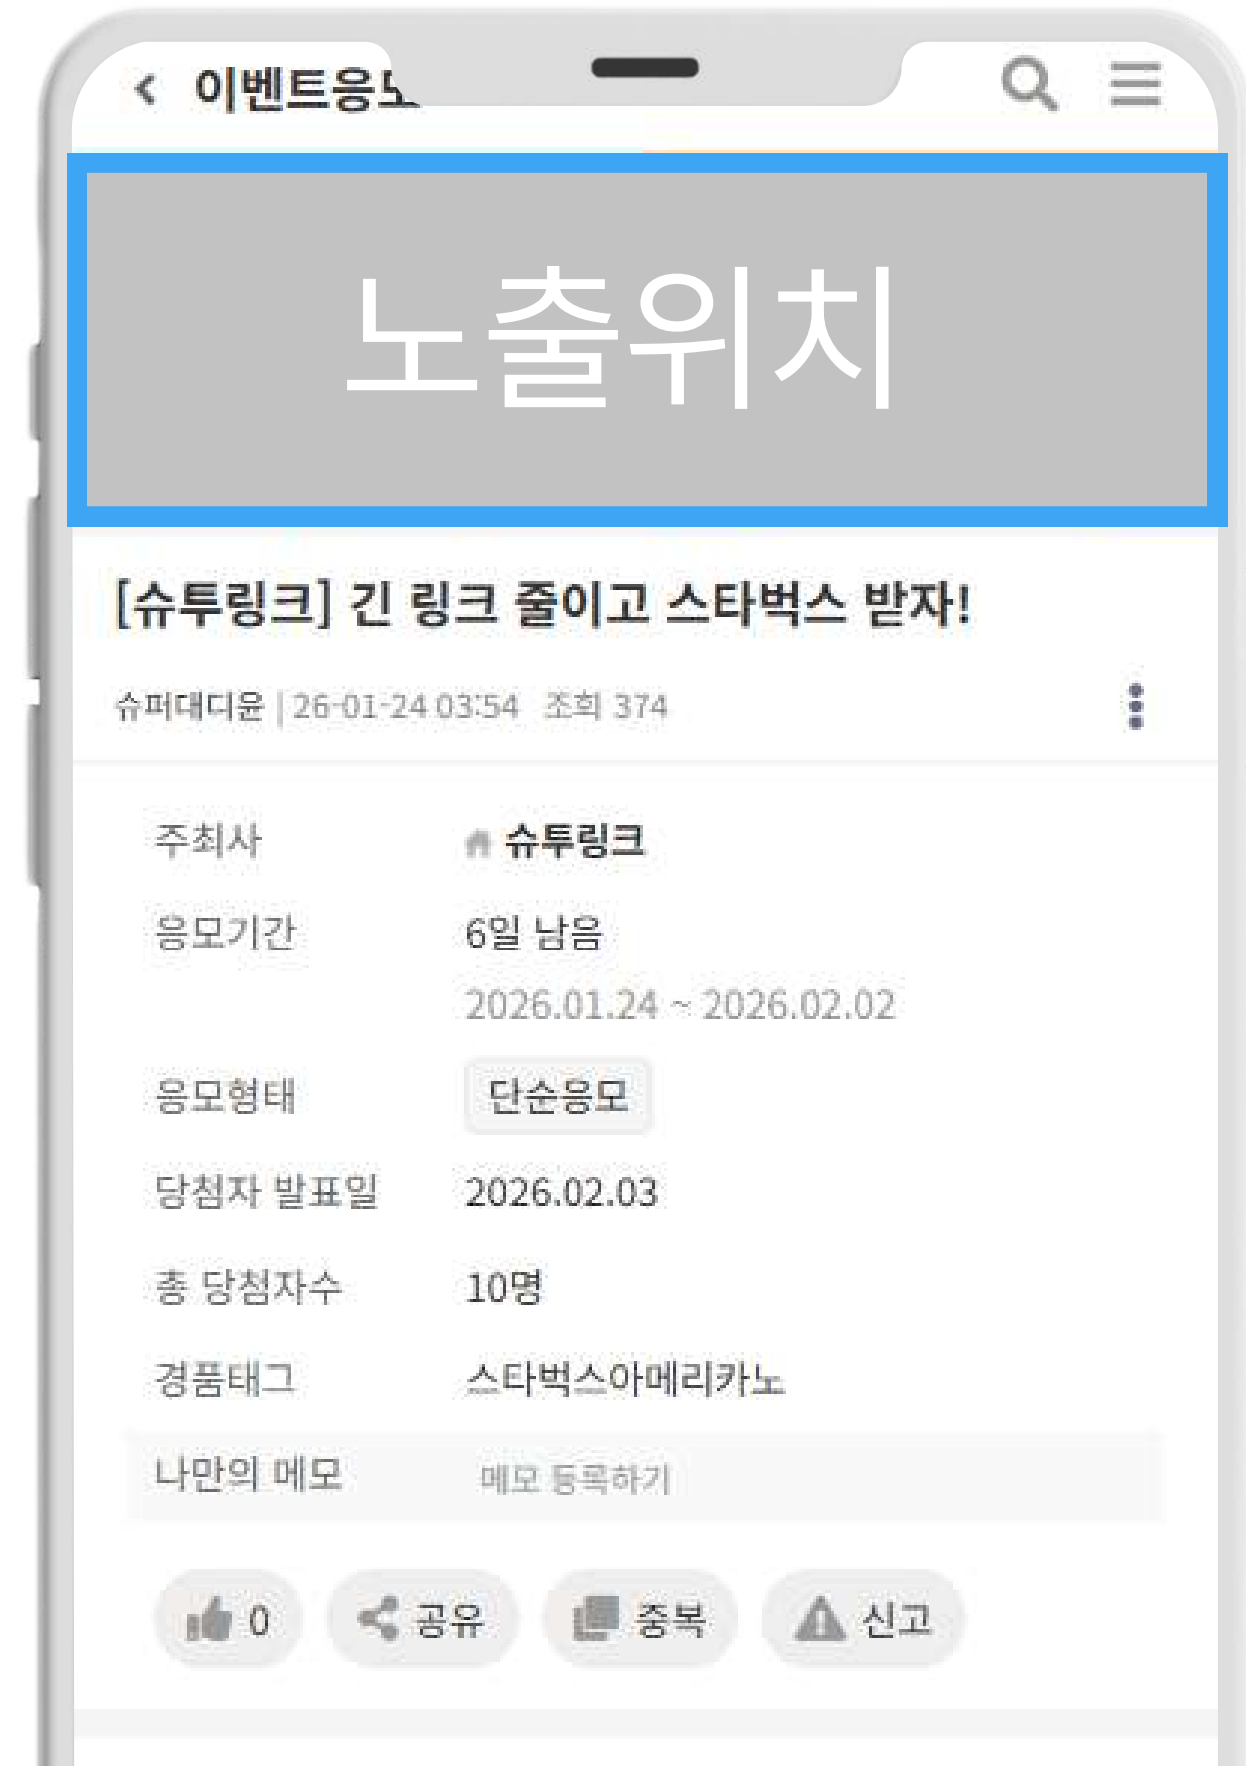 이벤트응모
노출위치
[슈투링크] 긴 링크 줄이고 스타벅스 받자!
슈퍼대디윤 | 26-01-24 03:54 조회 374
주최사 슈투링크
응모기간 6일 남음
2026.01.24 ~ 2026.02.02
응모형태 단순응모
당첨자 발표일 2026.02.03
총 당첨자수 10명
경품태그 스타벅스아메리카노
나만의 메모 메모 등록하기
0 공유 중복 신고